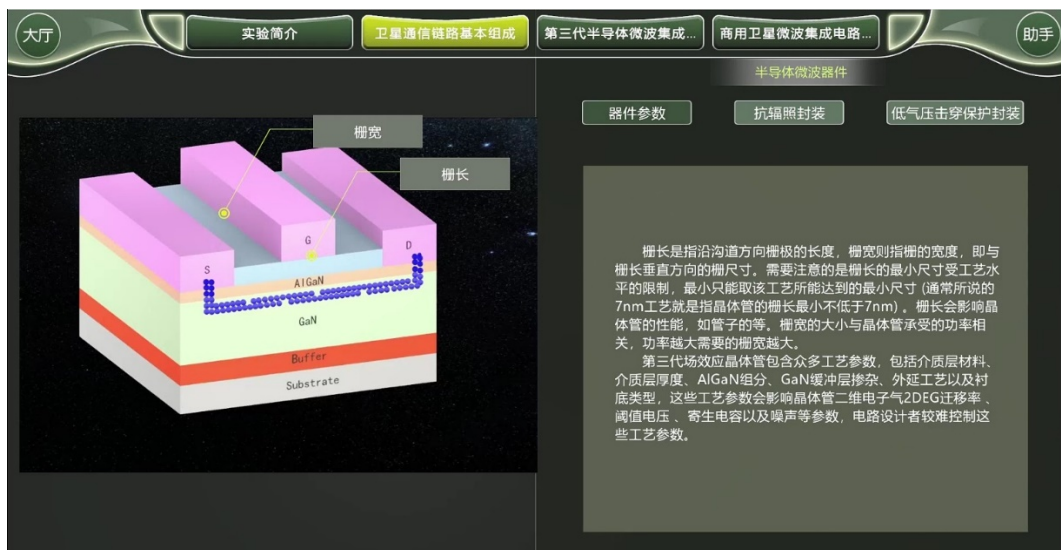 大厅
实验简介
卫星通信链路基本组成
第三代半导体微波集成...
商用卫星微波集成电路...
助手
半导体微波器件
器件参数
抗辐照封装
低气压击穿保护封装
栅宽
栅长
G
D
S
AlGaN
GaN
Buffer
Substrate
栅长是指沿沟道方向栅极的长度，栅宽则指栅的宽度，即与
栅长垂直方向的栅尺寸。需要注意的是栅长的最小尺寸受工艺水
平的限制，最小只能取该工艺所能达到的最小尺寸 (通常所说的
7nm工艺就是指晶体管的栅长最小不低于7nm) 。栅长会影响晶
体管的性能，如管子的等。栅宽的大小与晶体管承受的功率相
关，功率越大需要的栅宽越大。
第三代场效应晶体管包含众多工艺参数，包括介质层材料、
介质层厚度、AlGaN组分、GaN缓冲层掺杂、外延工艺以及衬
底类型，这些工艺参数会影响晶体管二维电子气2DEG迁移率 、
阈值电压 、寄生电容以及噪声等参数，电路设计者较难控制这
些工艺参数。